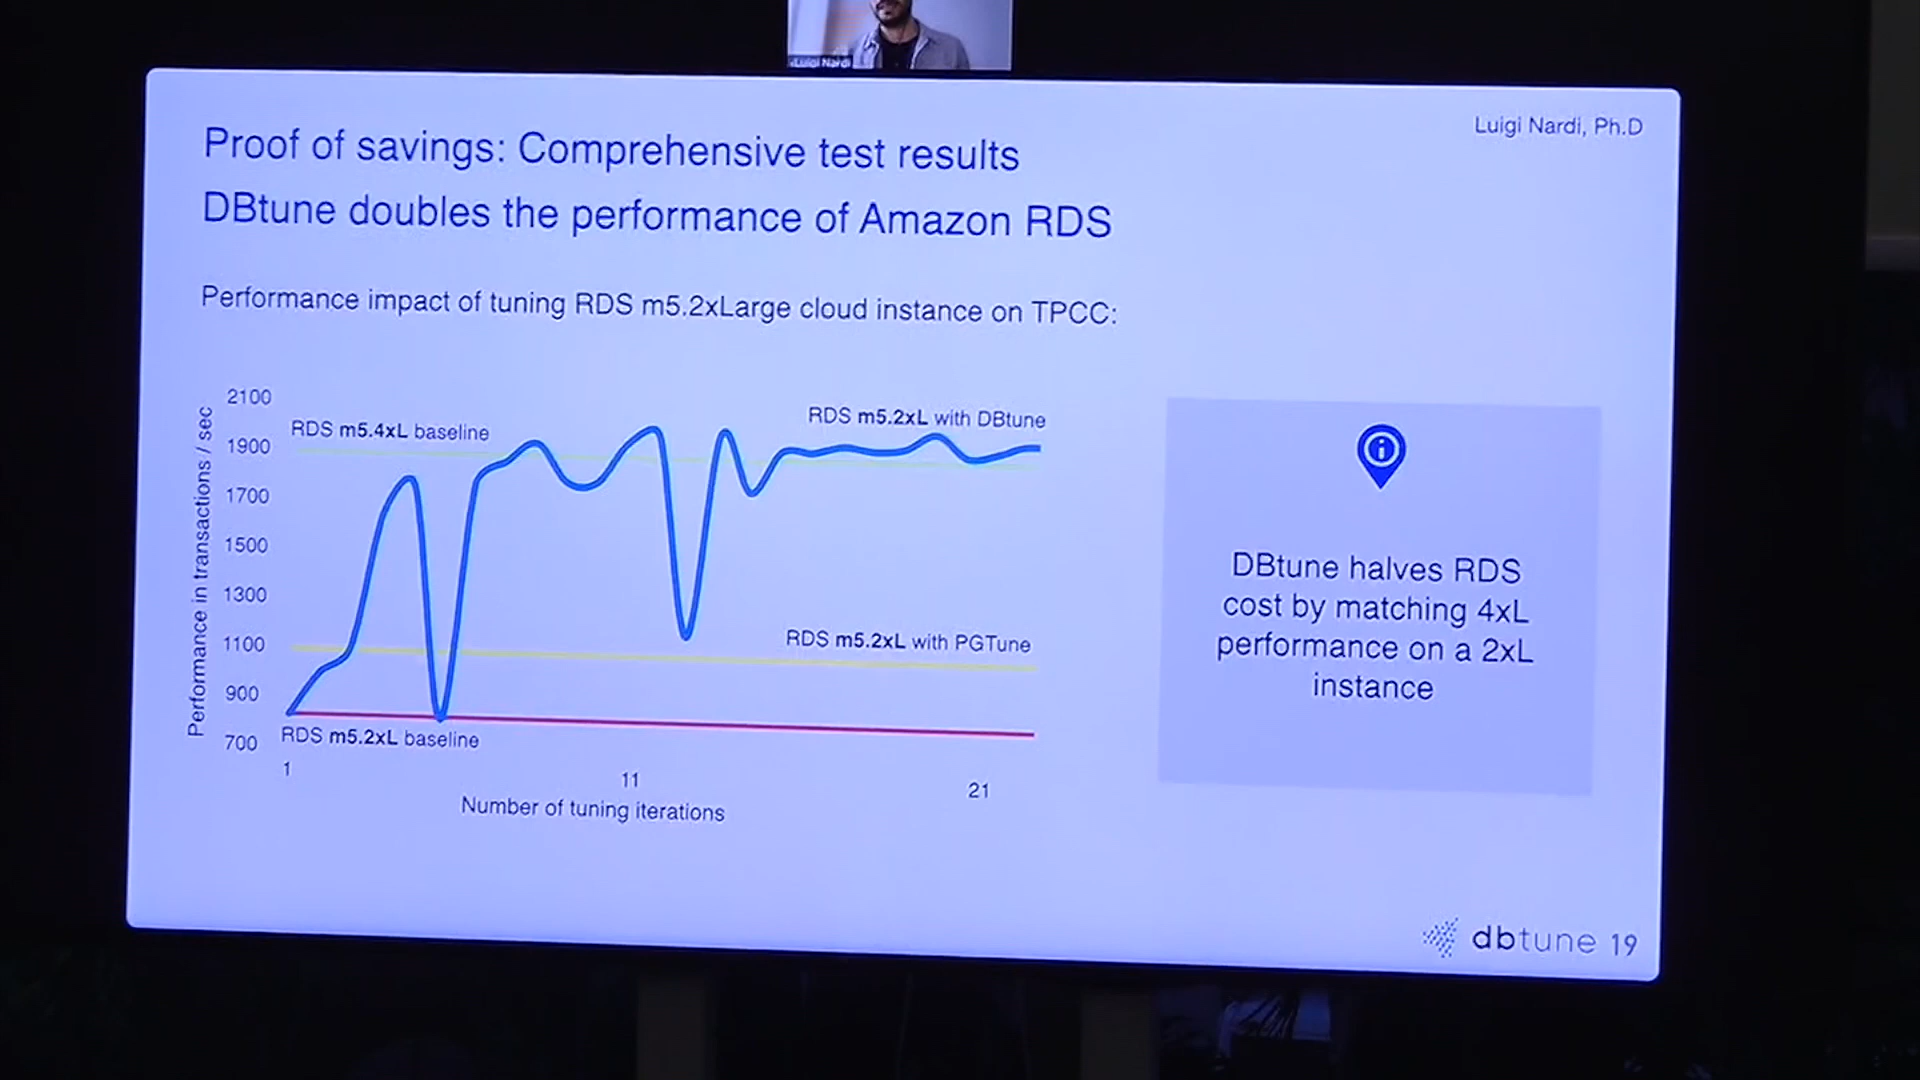 Luigi Nardi
Luigi Nardi, Ph.D
Proof of savings: Comprehensive test results
DBtune doubles the performance of Amazon RDS
Performance impact of tuning RDS m5.2xLarge cloud instance on TPCC:
Performance in transactions / sec
2100
1900
1700
1500
1300
1100
900
700
RDS m5.4xL baseline
RDS m5.2xL with DBtune
RDS m5.2xL with PGTune
RDS m5.2xL baseline
1
11
21
Number of tuning iterations
DBtune halves RDS
cost by matching 4xL
performance on a 2xL
instance
dbtune 19